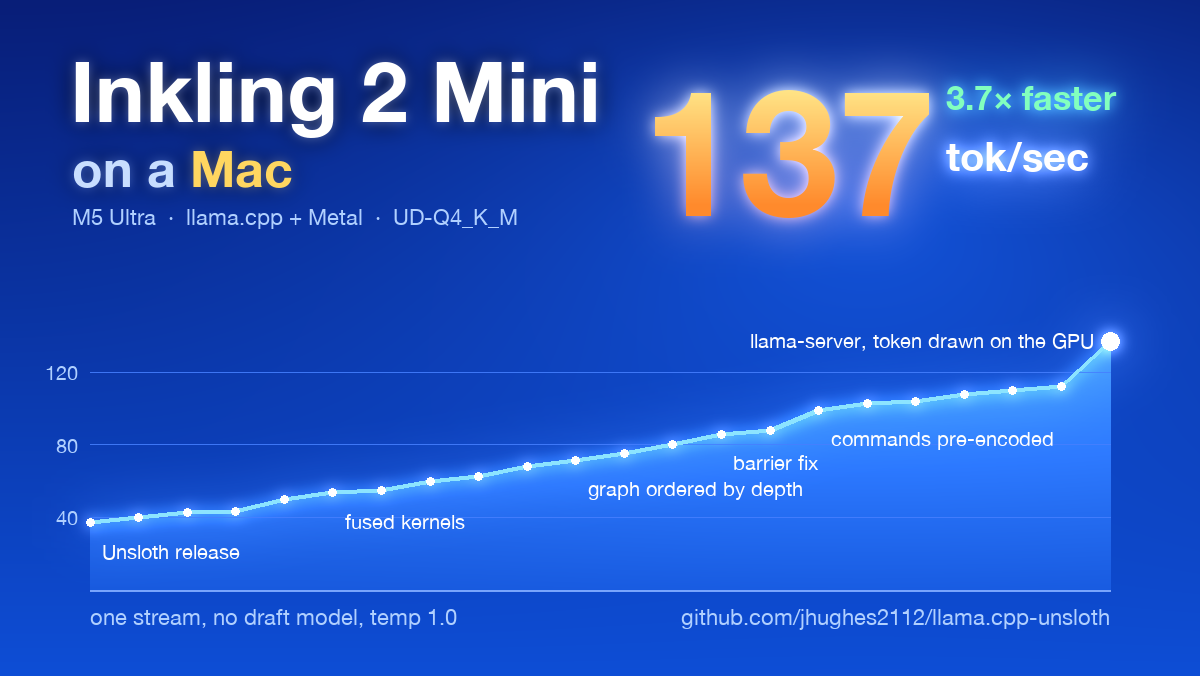 Inkling 2 Mini
on a Mac
M5 Ultra · llama.cpp + Metal · UD-Q4_K_M
137
3.7× faster
tok/sec
llama-server, token drawn on the GPU
120
80
40
commands pre-encoded
barrier fix
graph ordered by depth
fused kernels
Unsloth release
one stream, no draft model, temp 1.0
github.com/jhughes2112/llama.cpp-unsloth